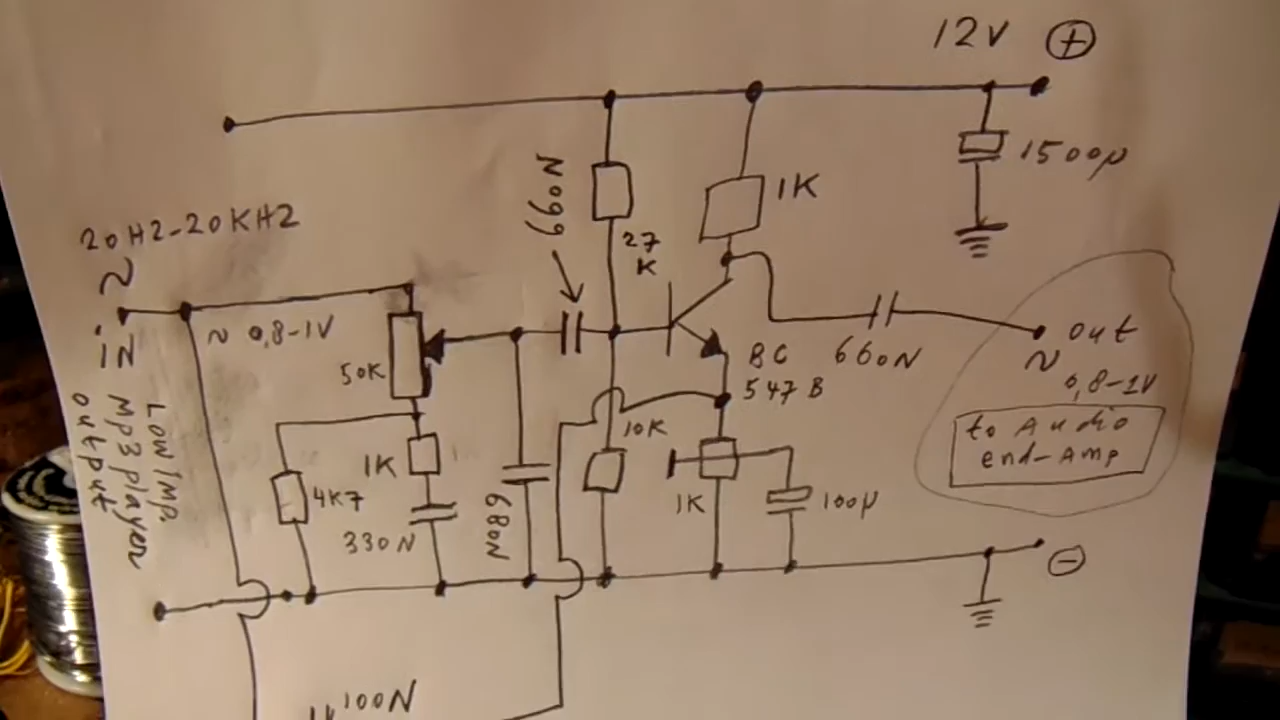 12V ⊕
1500µ
20HZ-20KHZ
~
in
~ 0,8-1V
LOW IMP.
MP3 player
output
50K
1K
4K7
330N
680N
660N
27
K
1K
BC
547 B
10K
1K
100µ
660N
out
~
0,8-1V
to Audio
end-Amp
⊖
100N